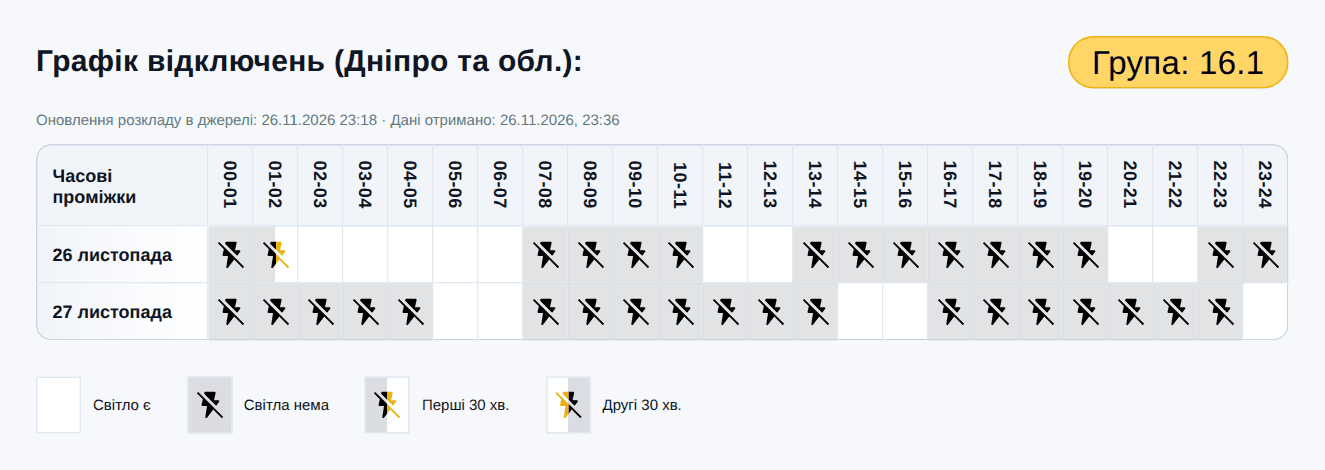 Графік відключень (Дніпро та обл.):
Група: 16.1
Оновлення розкладу в джерелі: 26.11.2026 23:18 · Дані отримано: 26.11.2026, 23:36
Часові
проміжки
00-01
01-02
02-03
03-04
04-05
05-06
06-07
07-08
08-09
09-10
10-11
11-12
12-13
13-14
14-15
15-16
16-17
17-18
18-19
19-20
20-21
21-22
22-23
23-24
26 листопада
27 листопада
Світло є
Світла нема
Перші 30 хв.
Другі 30 хв.